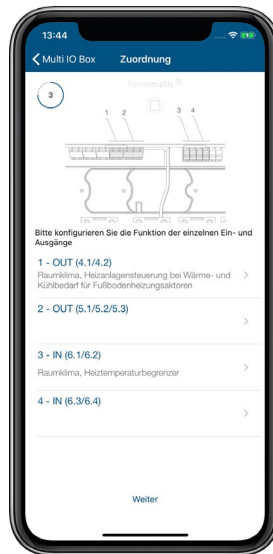 13:44
Multi IO Box
Zuordnung
homematic IP
3
1 2 3 4
Bitte konfigurieren Sie die Funktion der einzelnen Ein- und
Ausgänge
1 - OUT (4.1/4.2)
Raumklima, Heizanlagensteuerung bei Wärme- und
Kühlbedarf für Fußbodenheizungsaktoren
2 - OUT (5.1/5.2/5.3)
3 - IN (6.1/6.2)
Raumklima, Heiztemperaturbegrenzer
4 - IN (6.3/6.4)
Weiter